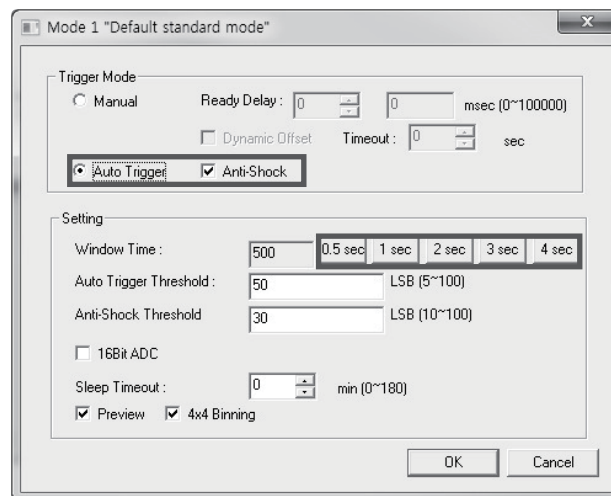 Mode 1 "Default standard mode"
Trigger Mode
Manual Ready Delay : 0 0 msec (0~100000)
Dynamic Offset Timeout : 0 sec
Auto Trigger Anti-Shock
Setting
Window Time : 500 0.5 sec 1 sec 2 sec 3 sec 4 sec
Auto Trigger Threshold : 50 LSB (5~100)
Anti-Shock Threshold 30 LSB (10~100)
16Bit ADC
Sleep Timeout : 0 min (0~180)
Preview 4x4 Binning
OK Cancel